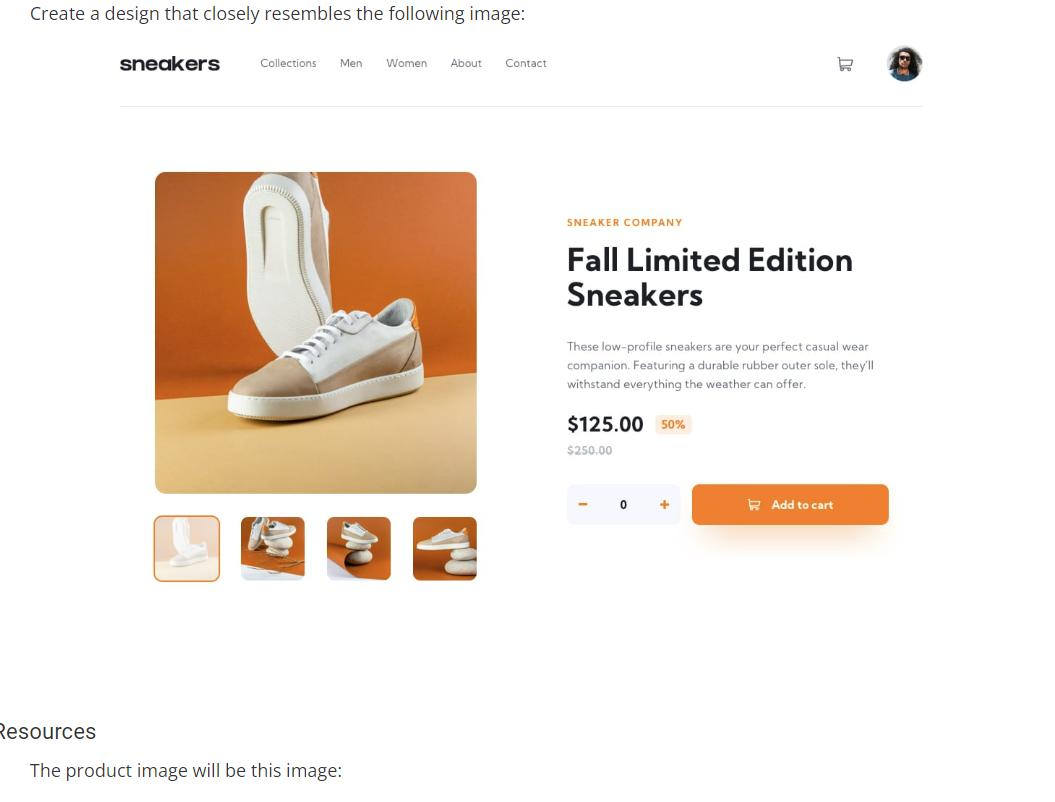 Create a design that closely resembles the following image:
sneakers Collections Men Women About Contact
SNEAKER COMPANY
Fall Limited Edition
Sneakers
These low-profile sneakers are your perfect casual wear
companion. Featuring a durable rubber outer sole, they'll
withstand everything the weather can offer.
$125.00 50%
$250.00
0 Add to cart
Resources
The product image will be this image: